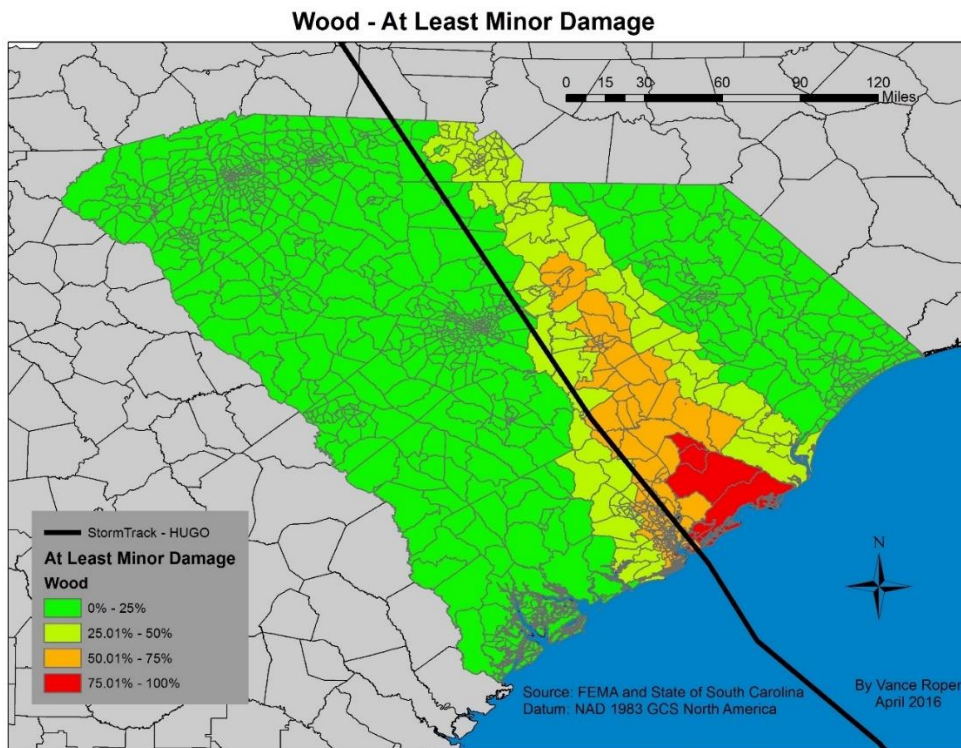 Wood - At Least Minor Damage
0 15 30 60 90 120
Miles
StormTrack - HUGO
At Least Minor Damage
Wood
0% - 25%
25.01% - 50%
50.01% - 75%
75.01% - 100%
N
Source: FEMA and State of South Carolina
Datum: NAD 1983 GCS North America
By Vance Roper
April 2016